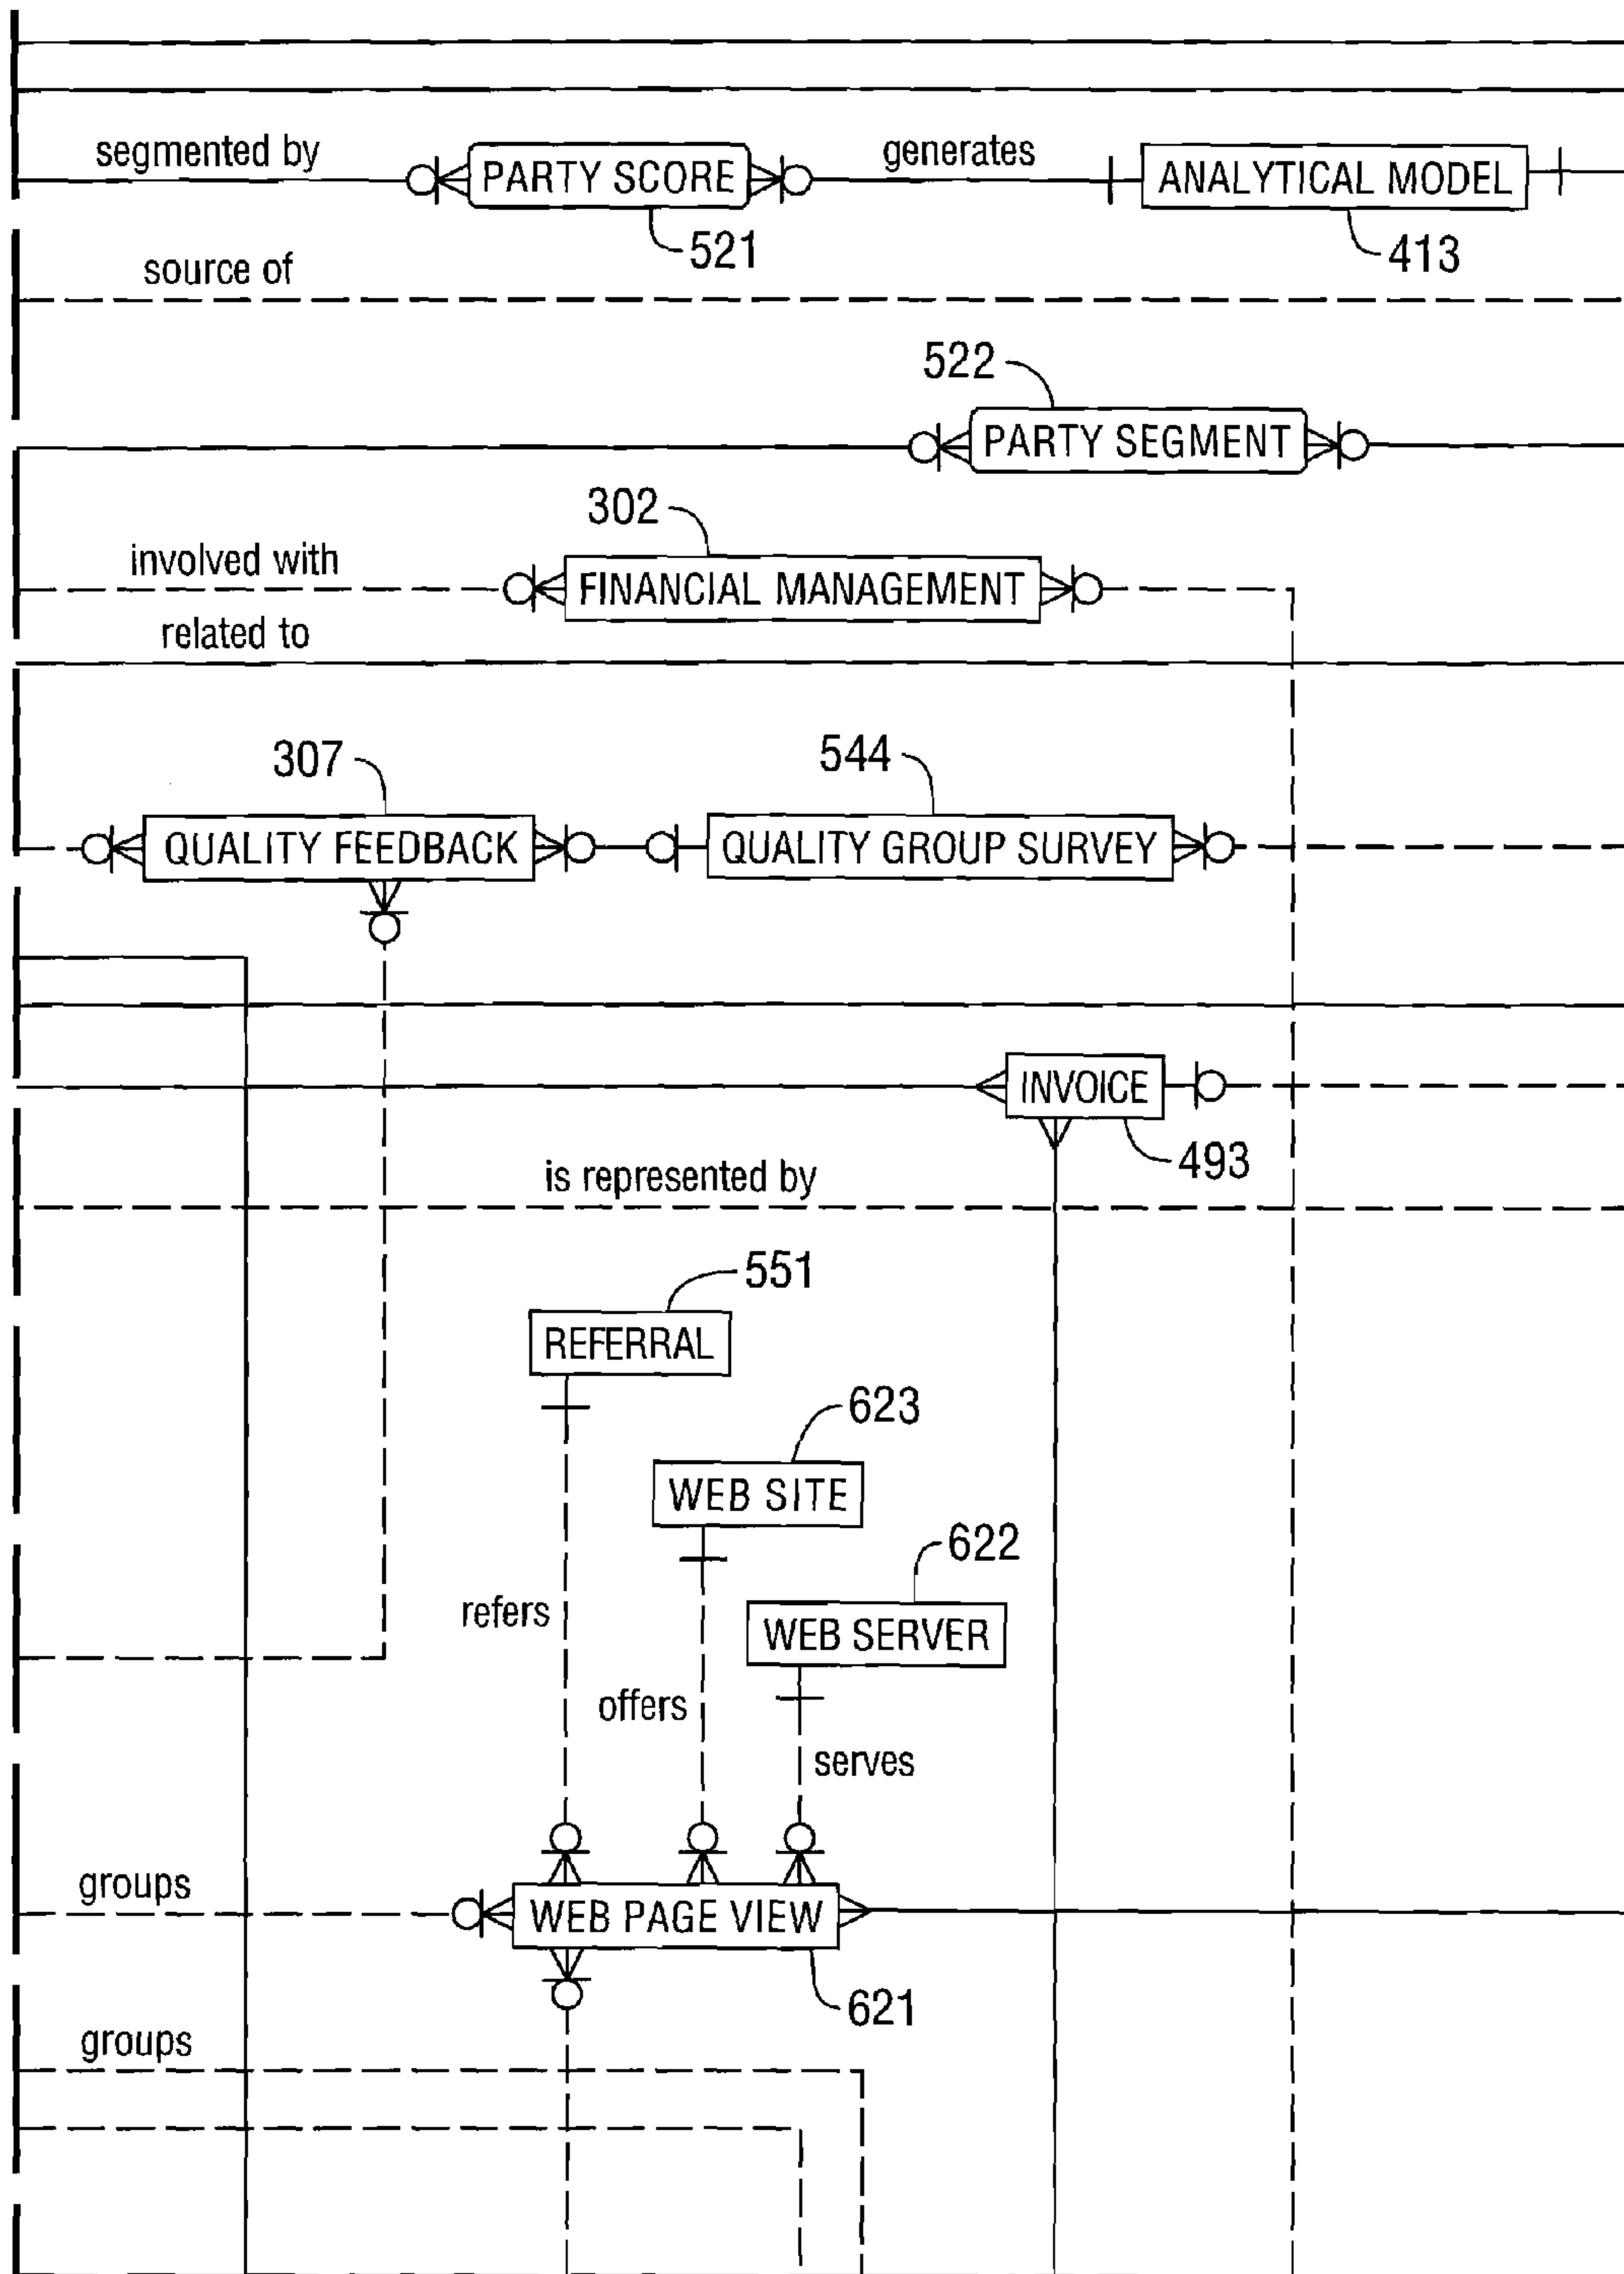 segmented by
PARTY SCORE
generates
ANALYTICAL MODEL
521
413
source of
522
PARTY SEGMENT
302
involved with
FINANCIAL MANAGEMENT
related to
307
544
QUALITY FEEDBACK
QUALITY GROUP SURVEY
INVOICE
493
is represented by
551
REFERRAL
623
WEB SITE
622
WEB SERVER
refers
offers
serves
groups
WEB PAGE VIEW
621
groups